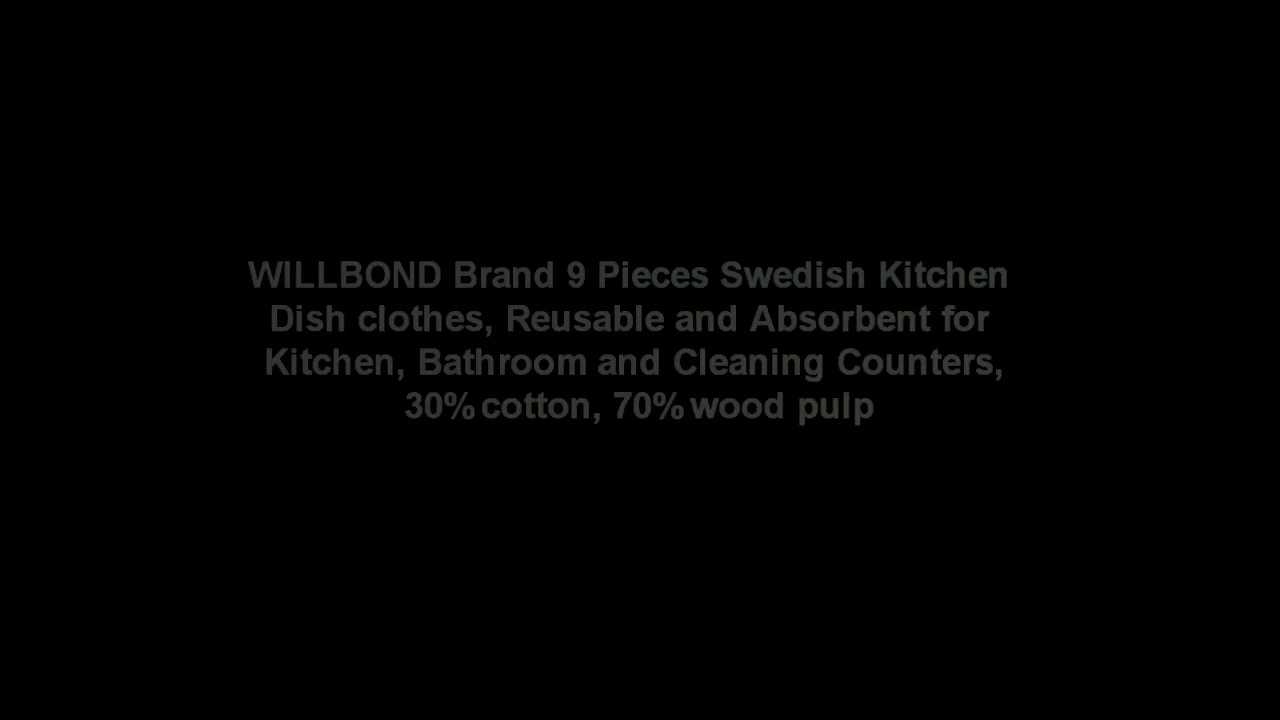 WILLBOND Brand 9 Pieces Swedish Kitchen
Dish clothes, Reusable and Absorbent for
Kitchen, Bathroom and Cleaning Counters,
30% cotton, 70% wood pulp